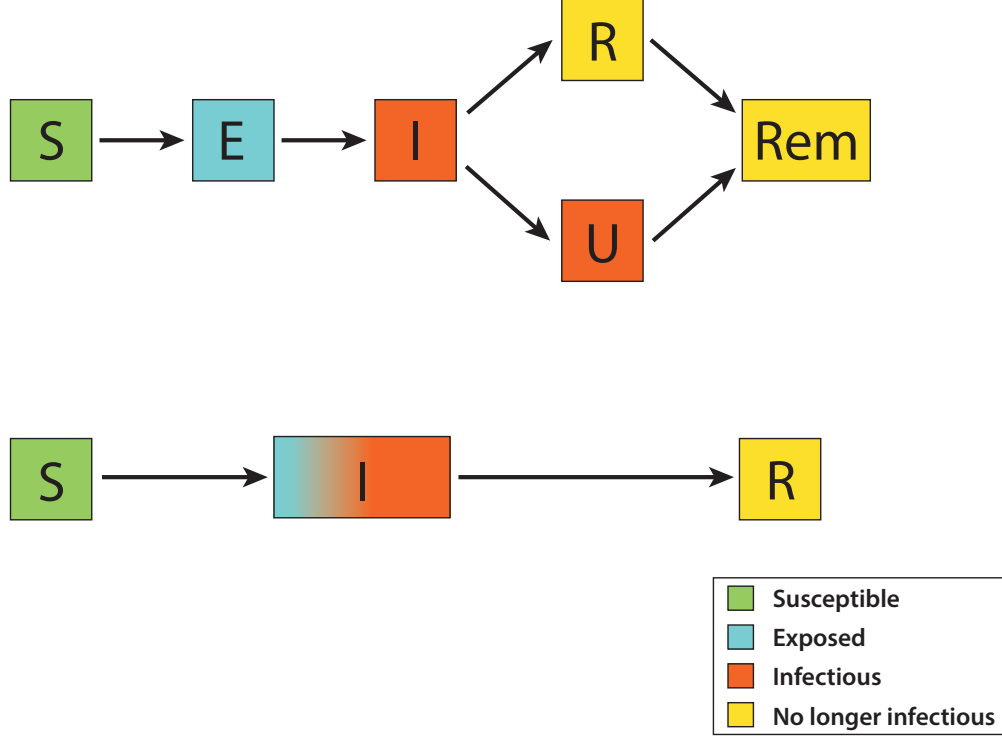 R
S
E
I
Rem
U
S
I
R
Susceptible
Exposed
Infectious
No longer infectious